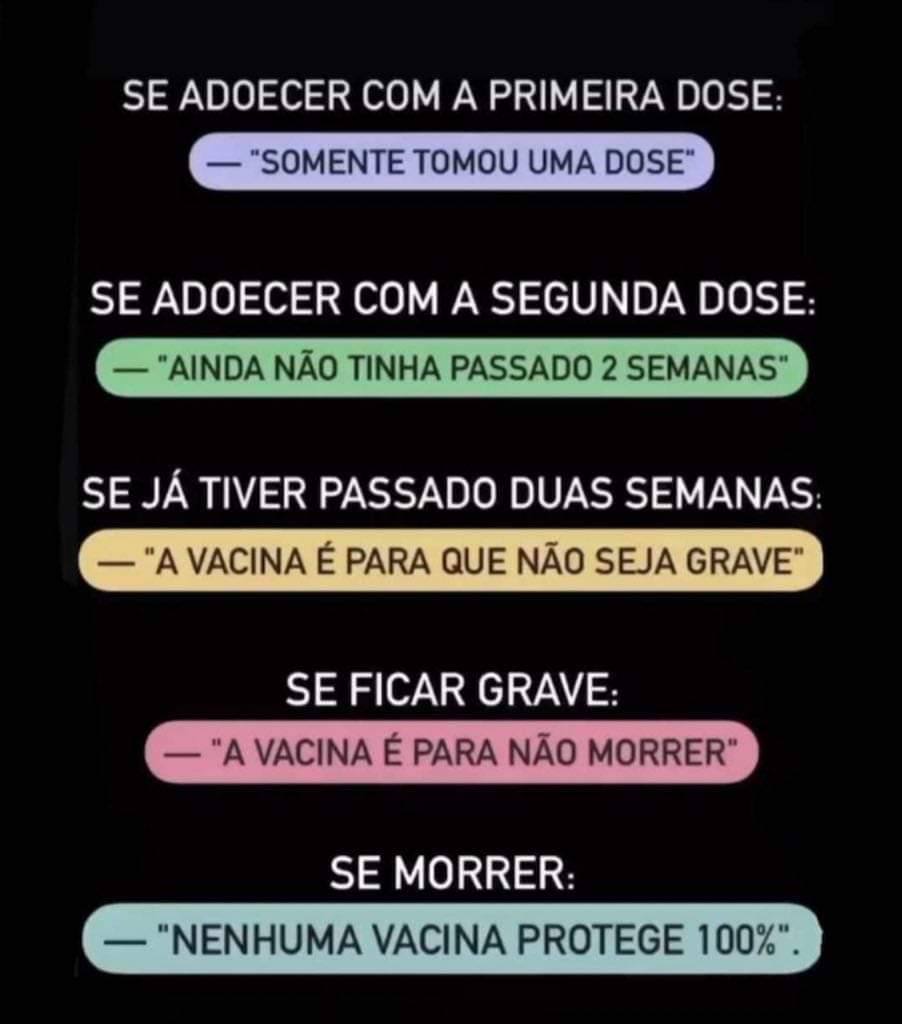 SE ADOECER COM A PRIMEIRA DOSE:
— "SOMENTE TOMOU UMA DOSE"
SE ADOECER COM A SEGUNDA DOSE:
— "AINDA NÃO TINHA PASSADO 2 SEMANAS"
SE JÁ TIVER PASSADO DUAS SEMANAS:
— "A VACINA É PARA QUE NÃO SEJA GRAVE"
SE FICAR GRAVE:
— "A VACINA É PARA NÃO MORRER"
SE MORRER:
— "NENHUMA VACINA PROTEGE 100%".